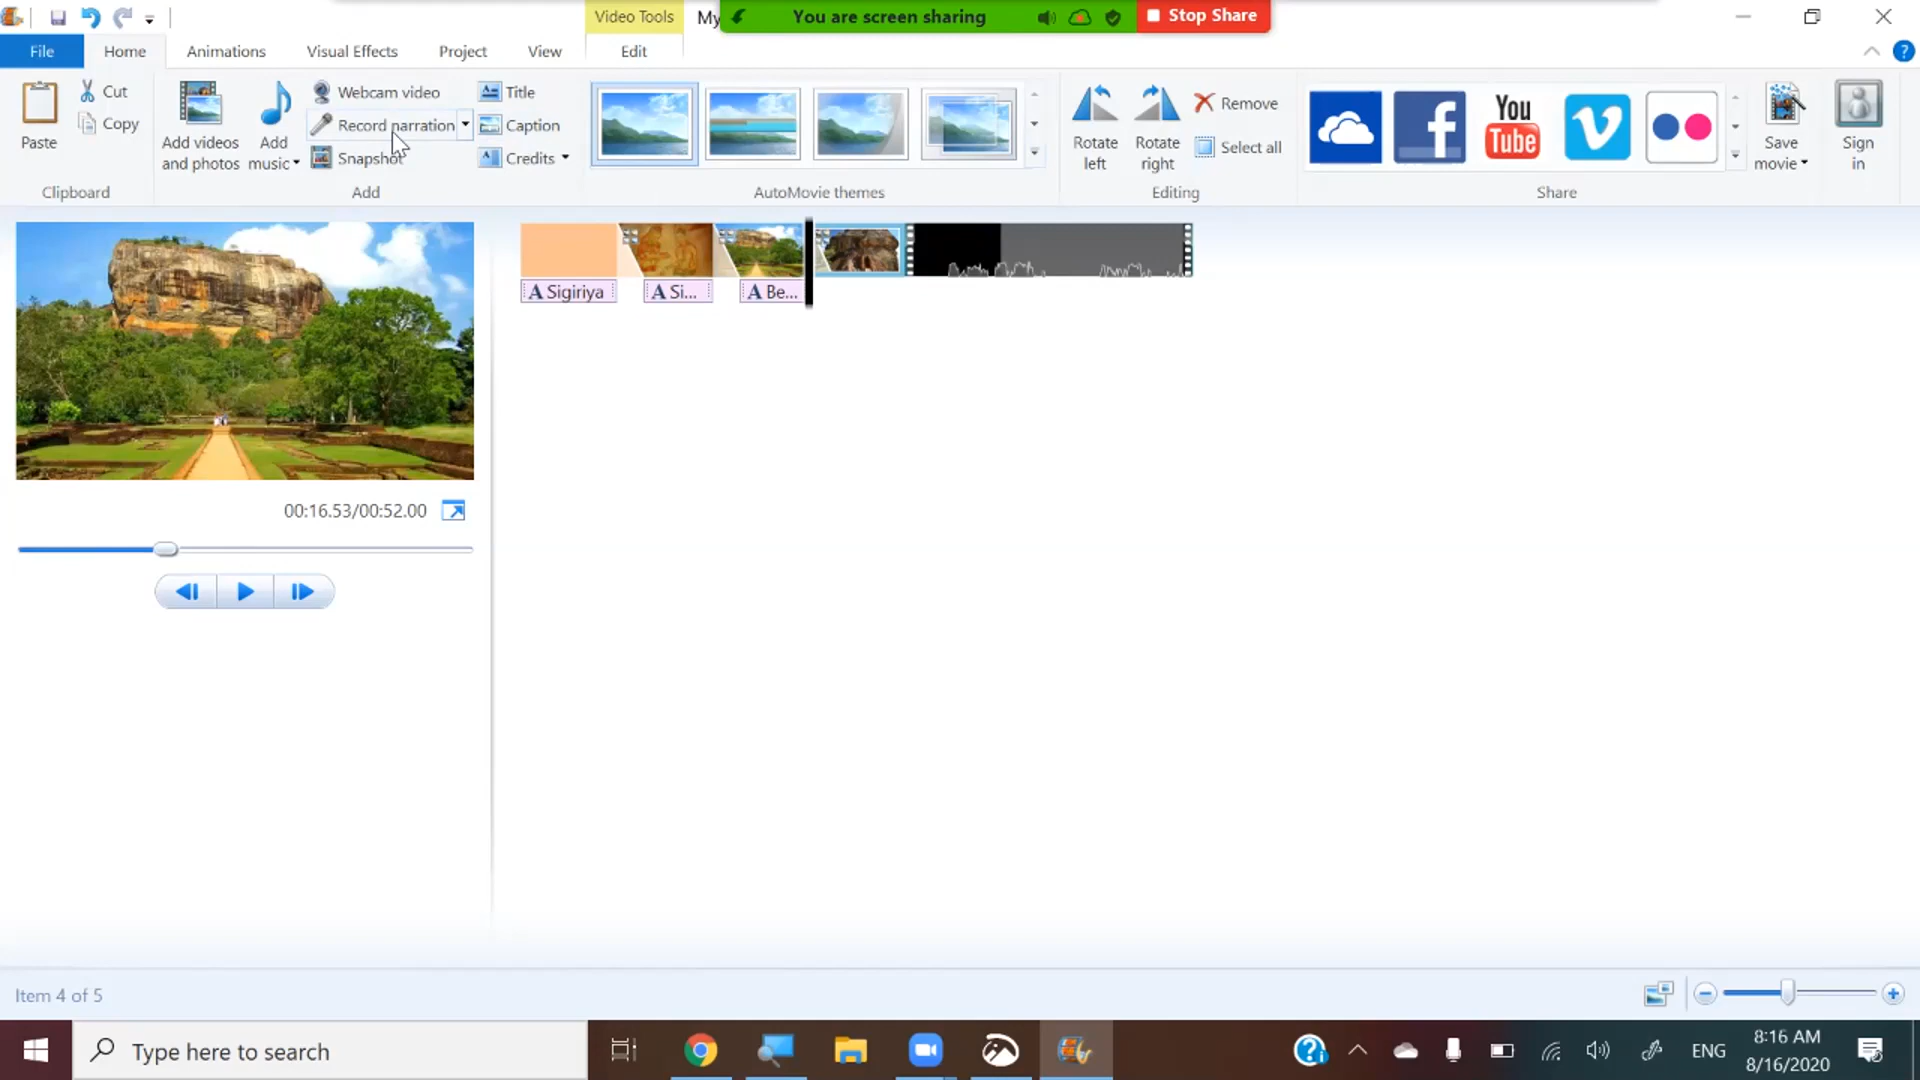 Video Tools
My
You are screen sharing
Stop Share
File
Home
Animations
Visual Effects
Project
View
Edit
Paste
Cut
Copy
Clipboard
Add videos
and photos
Add
music
Webcam video
Record narration
Snapshot
Title
Caption
Credits
Add
AutoMovie themes
Rotate
left
Rotate
right
Remove
Select all
Editing
You
Tube
Share
Save
movie
Sign
in
A Sigiriya
A Si...
A Be...
00:16.53/00:52.00
Item 4 of 5
Type here to search
ENG
8:16 AM
8/16/2020